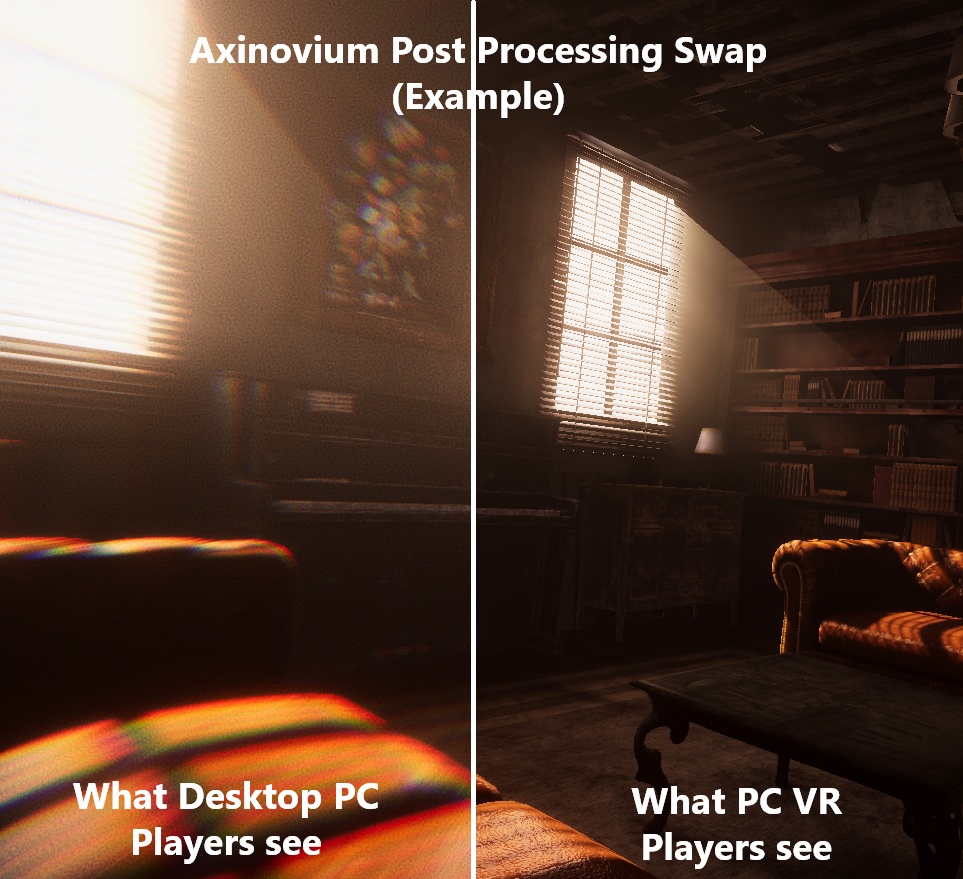 Axinovium Post Processing Swap
(Example)
What Desktop PC
Players see
What PC VR
Players see